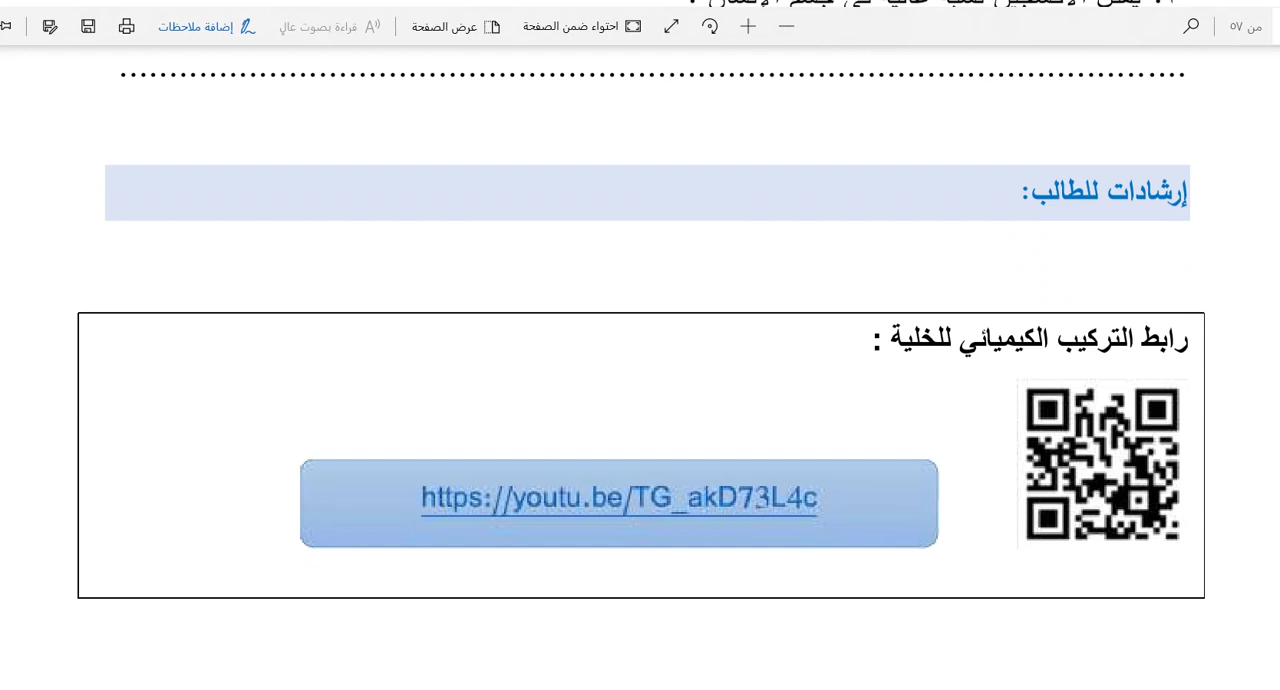 من ٥٧
احتواء ضمن الصفحة
عرض الصفحة
قراءة بصوت عالٍ
إضافة ملاحظات
إرشادات للطالب:
رابط التركيب الكيميائي للخلية :
https://youtu.be/TG_akD73L4c